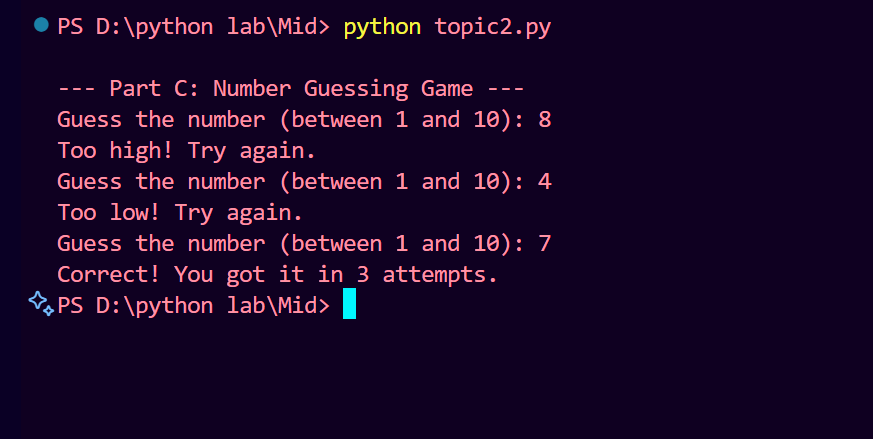 PS D:\python lab\Mid> python topic2.py
--- Part C: Number Guessing Game ---
Guess the number (between 1 and 10): 8
Too high! Try again.
Guess the number (between 1 and 10): 4
Too low! Try again.
Guess the number (between 1 and 10): 7
Correct! You got it in 3 attempts.
PS D:\python lab\Mid>